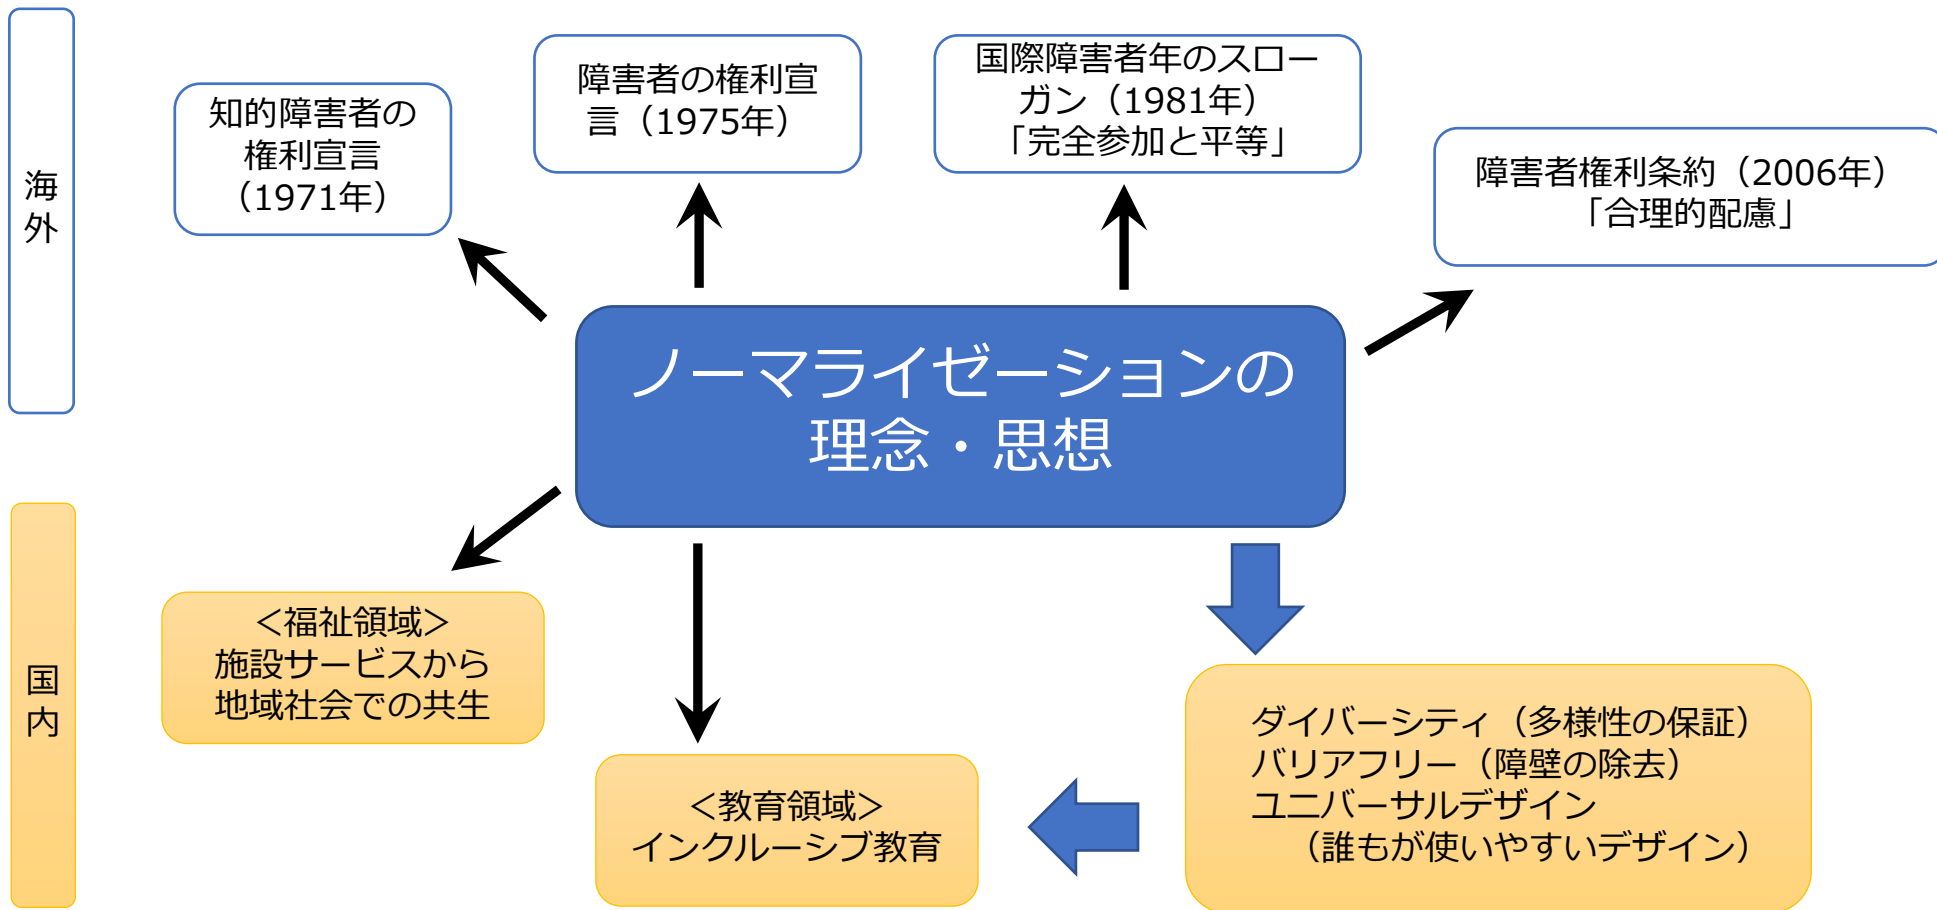 海外
知的障害者の
権利宣言
（1971年）
障害者の権利宣
言（1975年）
国際障害者年のスロー
ガン（1981年）
「完全参加と平等」
障害者権利条約（2006年）
「合理的配慮」
ノーマライゼーションの
理念・思想
国内
＜福祉領域＞
施設サービスから
地域社会での共生
＜教育領域＞
インクルーシブ教育
ダイバーシティ（多様性の保証）
バリアフリー（障壁の除去）
ユニバーサルデザイン
（誰もが使いやすいデザイン）